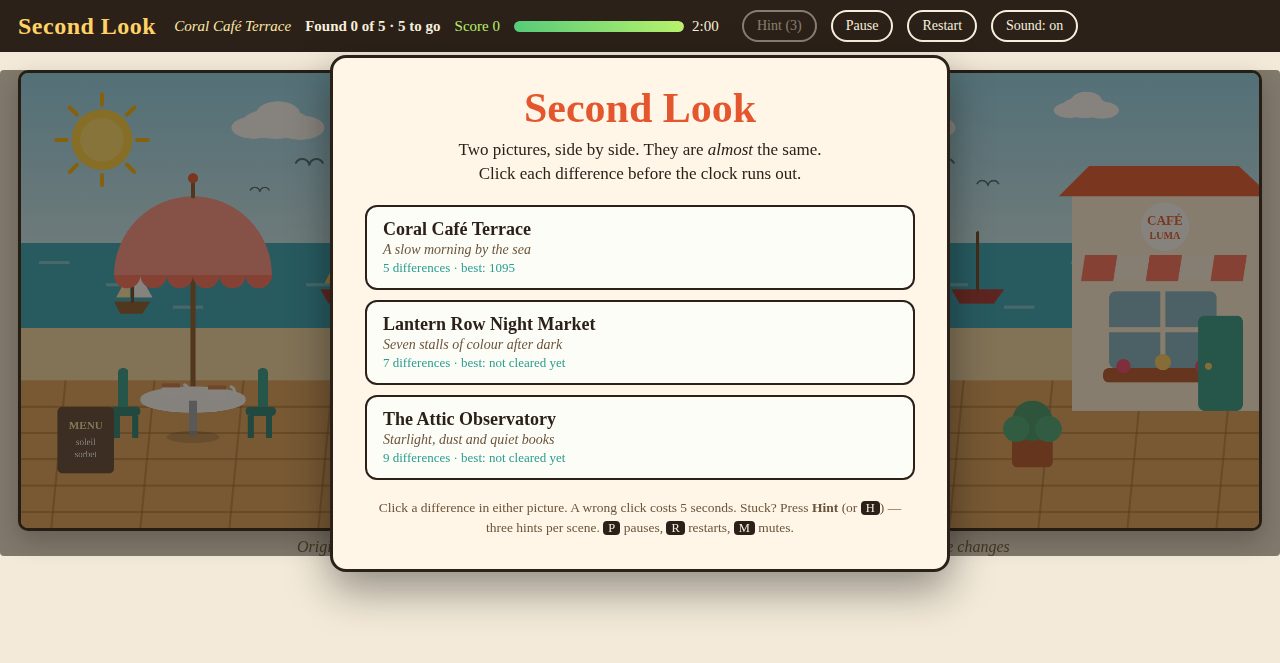 Second Look
Coral Café Terrace
Found 0 of 5 · 5 to go
Score 0
2:00
Hint (3)
Pause
Restart
Sound: on
Second Look
Two pictures, side by side. They are almost the same.
Click each difference before the clock runs out.
Coral Café Terrace
A slow morning by the sea
5 differences · best: 1095
Lantern Row Night Market
Seven stalls of colour after dark
7 differences · best: not cleared yet
The Attic Observatory
Starlight, dust and quiet books
9 differences · best: not cleared yet
Click a difference in either picture. A wrong click costs 5 seconds. Stuck? Press Hint (or H) —
three hints per scene. P pauses, R restarts, M mutes.
MENU
soleil
sorbet
CAFÉ
LUMA
changes